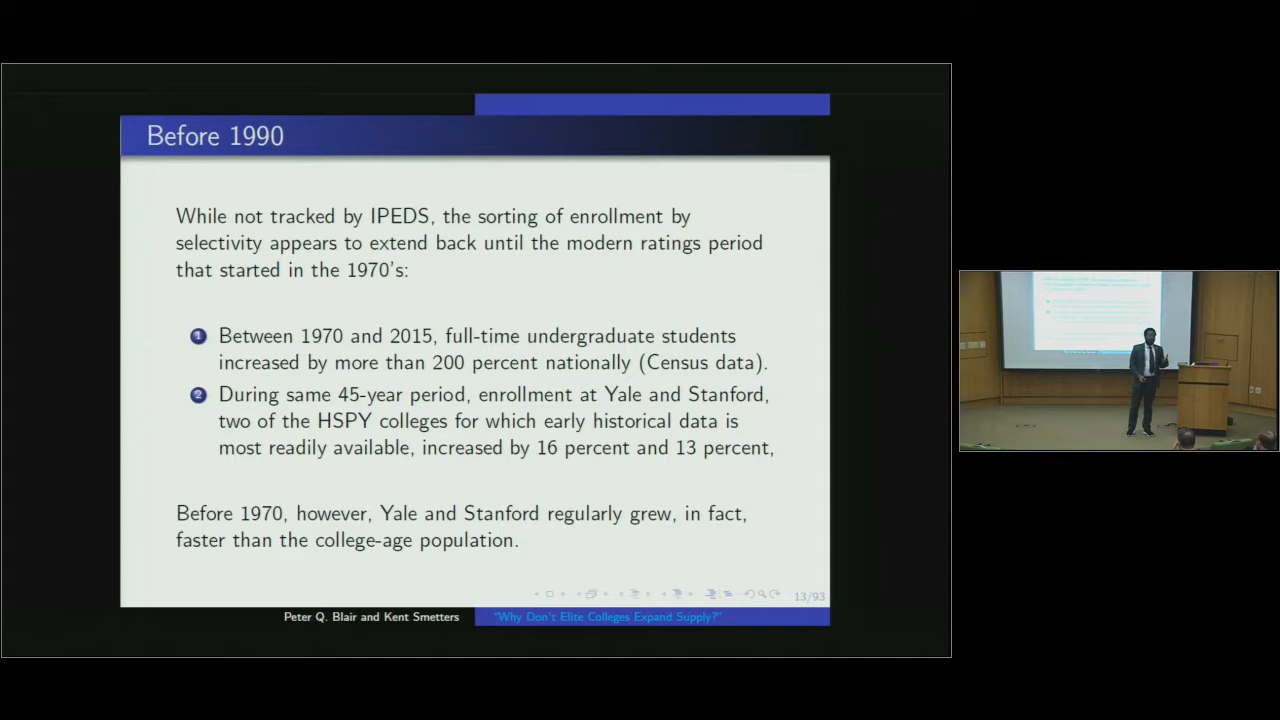 Before 1990
While not tracked by IPEDS, the sorting of enrollment by
selectivity appears to extend back until the modern ratings period
that started in the 1970's:
1 Between 1970 and 2015, full-time undergraduate students
increased by more than 200 percent nationally (Census data).
2 During same 45-year period, enrollment at Yale and Stanford,
two of the HSPY colleges for which early historical data is
most readily available, increased by 16 percent and 13 percent,
Before 1970, however, Yale and Stanford regularly grew, in fact,
faster than the college-age population.
13/93
Peter Q. Blair and Kent Smetters "Why Don't Elite Colleges Expand Supply?"